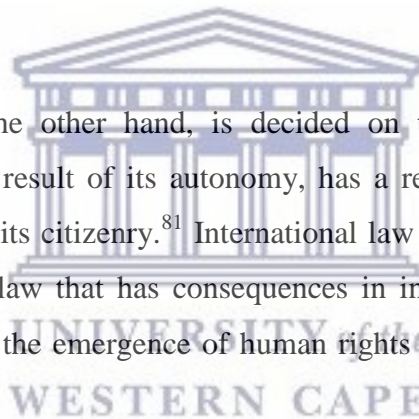 ne other hand, is decided on
result of its autonomy, has a re
its citizenry.81 International law
law that has consequences in in
UNIVERSITY of the
the emergence of human rights
WESTERN CAPE